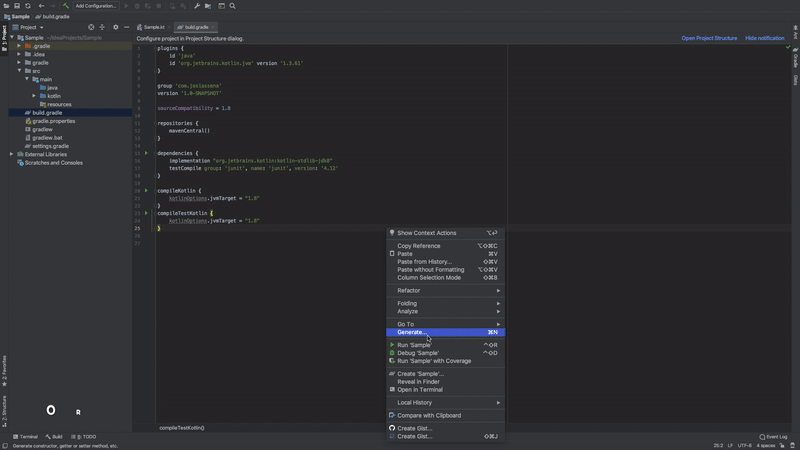 Add Configuration...
Sample
build.gradle
Project
Sample.kt
build.gradle
Configure project in Project Structure dialog.
Open Project Structure
Hide notification
Sample ~/IdeaProjects/Sample
.gradle
.idea
gradle
src
main
java
kotlin
resources
build.gradle
gradle.properties
gradlew
gradlew.bat
settings.gradle
External Libraries
Scratches and Consoles
1 plugins {
2 id 'java'
3 id 'org.jetbrains.kotlin.jvm' version '1.3.61'
4 }
5
6 group 'com.josiassena'
7 version '1.0-SNAPSHOT'
8
9 sourceCompatibility = 1.8
10
11 repositories {
12 mavenCentral()
13 }
14
15 dependencies {
16 implementation "org.jetbrains.kotlin:kotlin-stdlib-jdk8"
17 testCompile group: 'junit', name: 'junit', version: '4.12'
18 }
19
20 compileKotlin {
21 kotlinOptions.jvmTarget = "1.8"
22 }
23 compileTestKotlin {
24 kotlinOptions.jvmTarget = "1.8"
25 }
26
27
Show Context Actions ⌥⏎
Copy Reference ⌥⇧⌘C
Paste ⌘V
Paste from History... ⇧⌘V
Paste without Formatting ⌥⇧⌘V
Column Selection Mode ⇧⌘8
Refactor
Folding
Analyze
Go To
Generate... ⌘N
Run 'Sample' ^⇧R
Debug 'Sample' ^⇧D
Run 'Sample' with Coverage
Create 'Sample'...
Reveal in Finder
Open in Terminal
Local History
Compare with Clipboard
Create Gist...
Create Gist... ⇧⌘J
1: Project
2: Favorites
Z: Structure
Ant
Gradle
O R
compileTestKotlin{}
Terminal
Build
6: TODO
Event Log
Generate constructor, getter or setter method, etc.
25:2 LF UTF-8 4 spaces